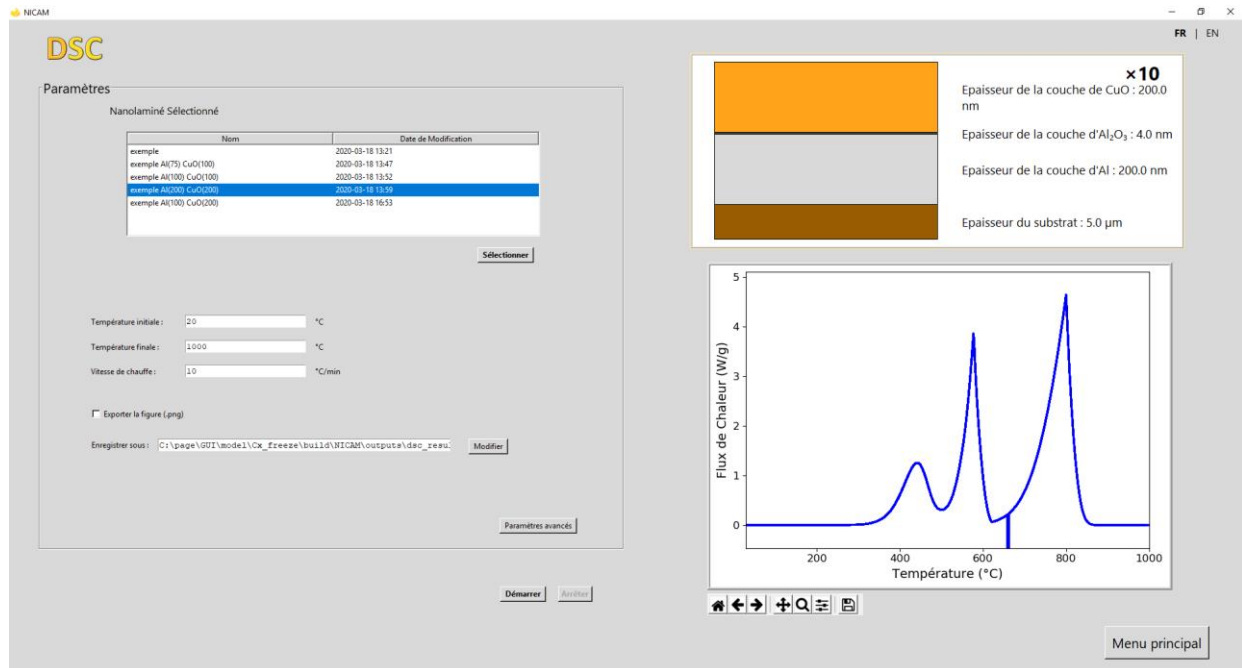 NICAM
FR | EN
DSC
Paramètres
Nanolaminé Sélectionné
Nom Date de Modification
exemple 2020-03-18 13:21
exemple Al(75) CuO(100) 2020-03-18 13:47
exemple Al(100) CuO(100) 2020-03-18 13:52
exemple Al(200) CuO(200) 2020-03-18 13:59
exemple Al(100) CuO(200) 2020-03-18 16:53
Sélectionner
Température initiale : 20 °C
Température finale : 1000 °C
Vitesse de chauffe : 10 °C/min
Exporter la figure (.png)
Enregistrer sous : C:\page\GUI\model\Cx_freeze\build\NICAM\outputs\dsc_resu Modifier
Paramètres avancés
Démarrer Arrêter
×10
Epaisseur de la couche de CuO : 200.0
nm
Epaisseur de la couche d'Al₂O₃ : 4.0 nm
Epaisseur de la couche d'Al : 200.0 nm
Epaisseur du substrat : 5.0 µm
5
4
3
2
1
0
Flux de Chaleur (W/g)
200 400 600 800 1000
Température (°C)
Menu principal